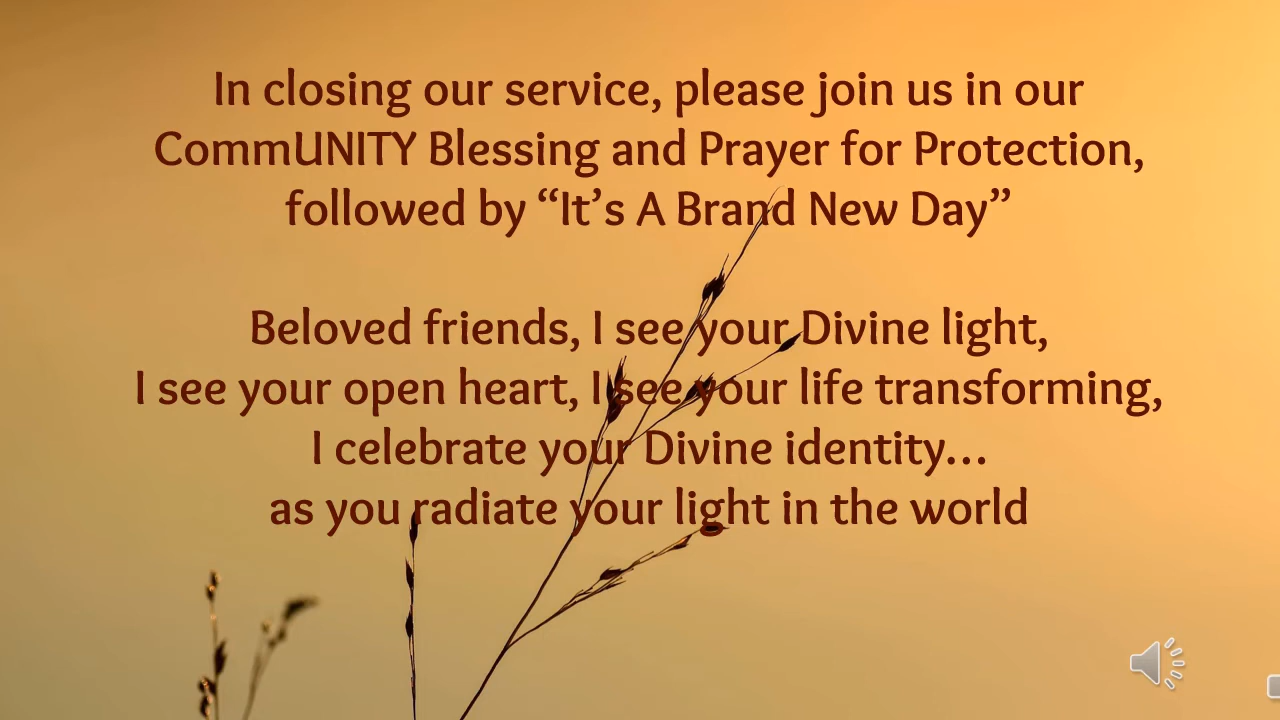 In closing our service, please join us in our
CommUNITY Blessing and Prayer for Protection,
followed by “It’s A Brand New Day”
Beloved friends, I see your Divine light,
I see your open heart, I see your life transforming,
I celebrate your Divine identity…
as you radiate your light in the world